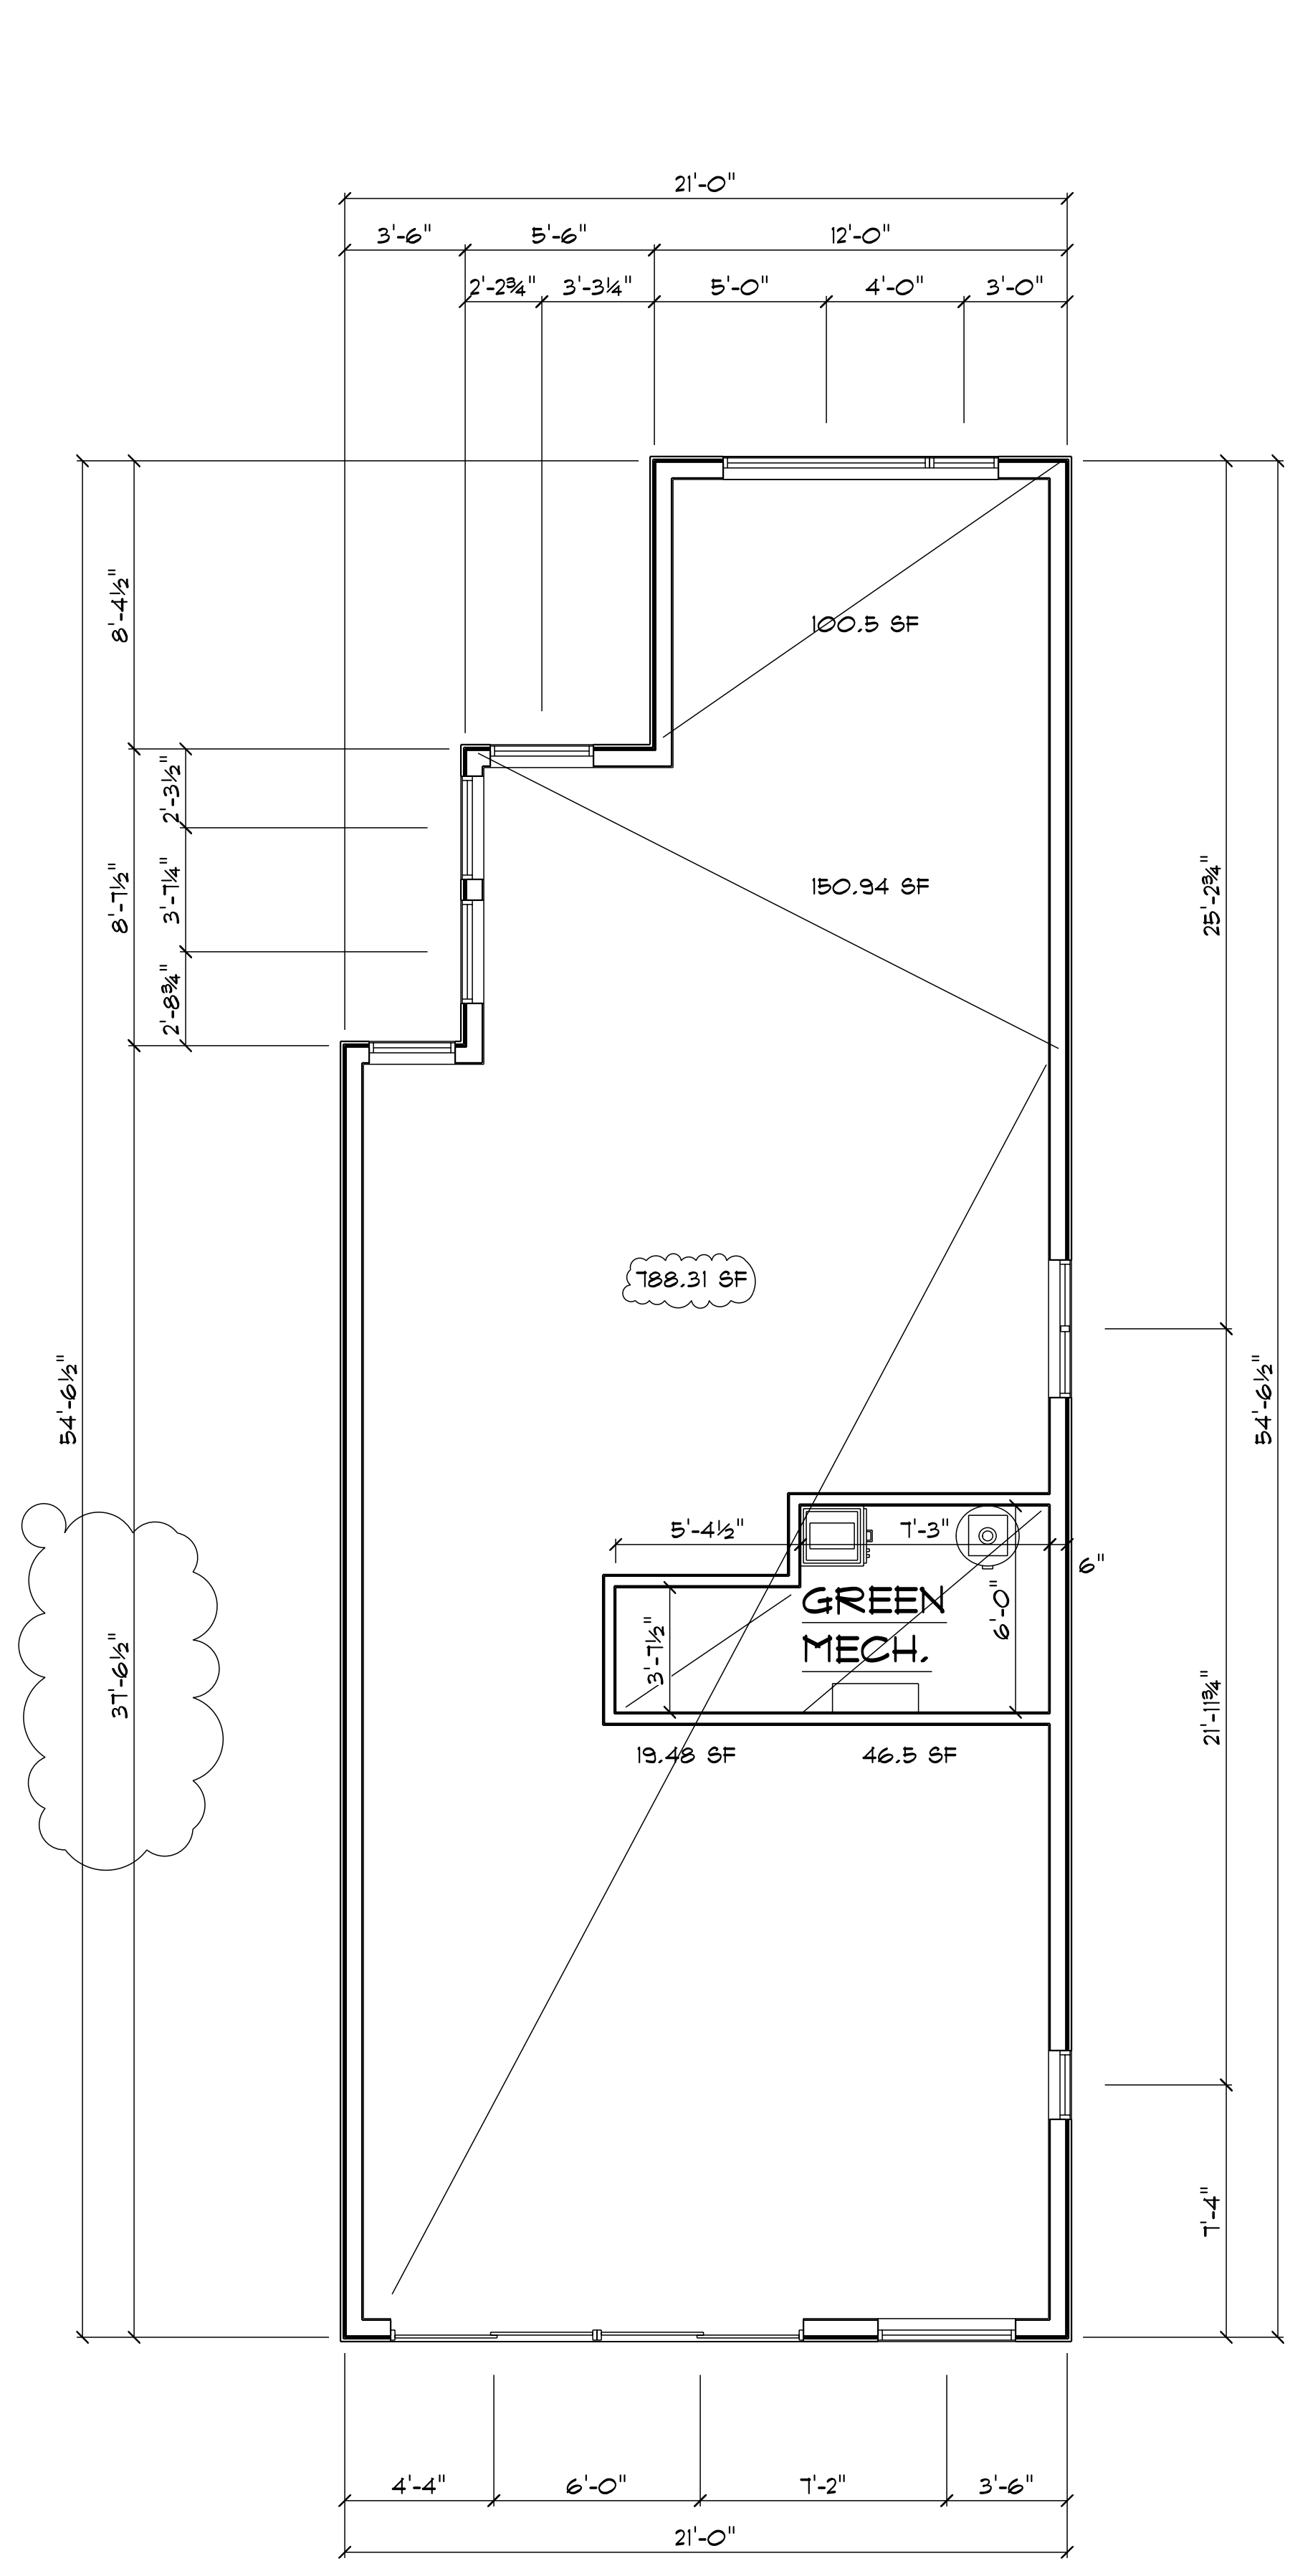 21'-0"
3'-6" 5'-6" 12'-0"
2'-2¾" 3'-3¼" 5'-0" 4'-0" 3'-0"
8'-4½"
100.5 SF
2'-3½"
8'-7½"
3'-7¼"
150.94 SF
25'-2¾"
2'-8¾"
788.31 SF
54'-6½"
54'-6½"
5'-4½" 7'-3"
6"
GREEN
6'-0"
MECH.
3'-7½"
37'-6½"
21'-11¾"
19.48 SF 46.5 SF
7'-4"
4'-4" 6'-0" 7'-2" 3'-6"
21'-0"